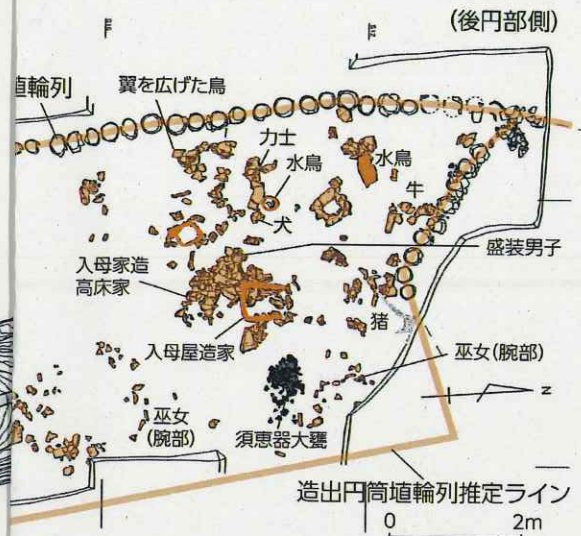 (後円部側)
埴輪列
翼を広げた鳥
力士
水鳥
水鳥
牛
犬
盛装男子
入母家造
高床家
入母屋造家
猪
巫女(腕部)
巫女
(腕部)
須恵器大甕
N
造出円筒埴輪列推定ライン
0 2m